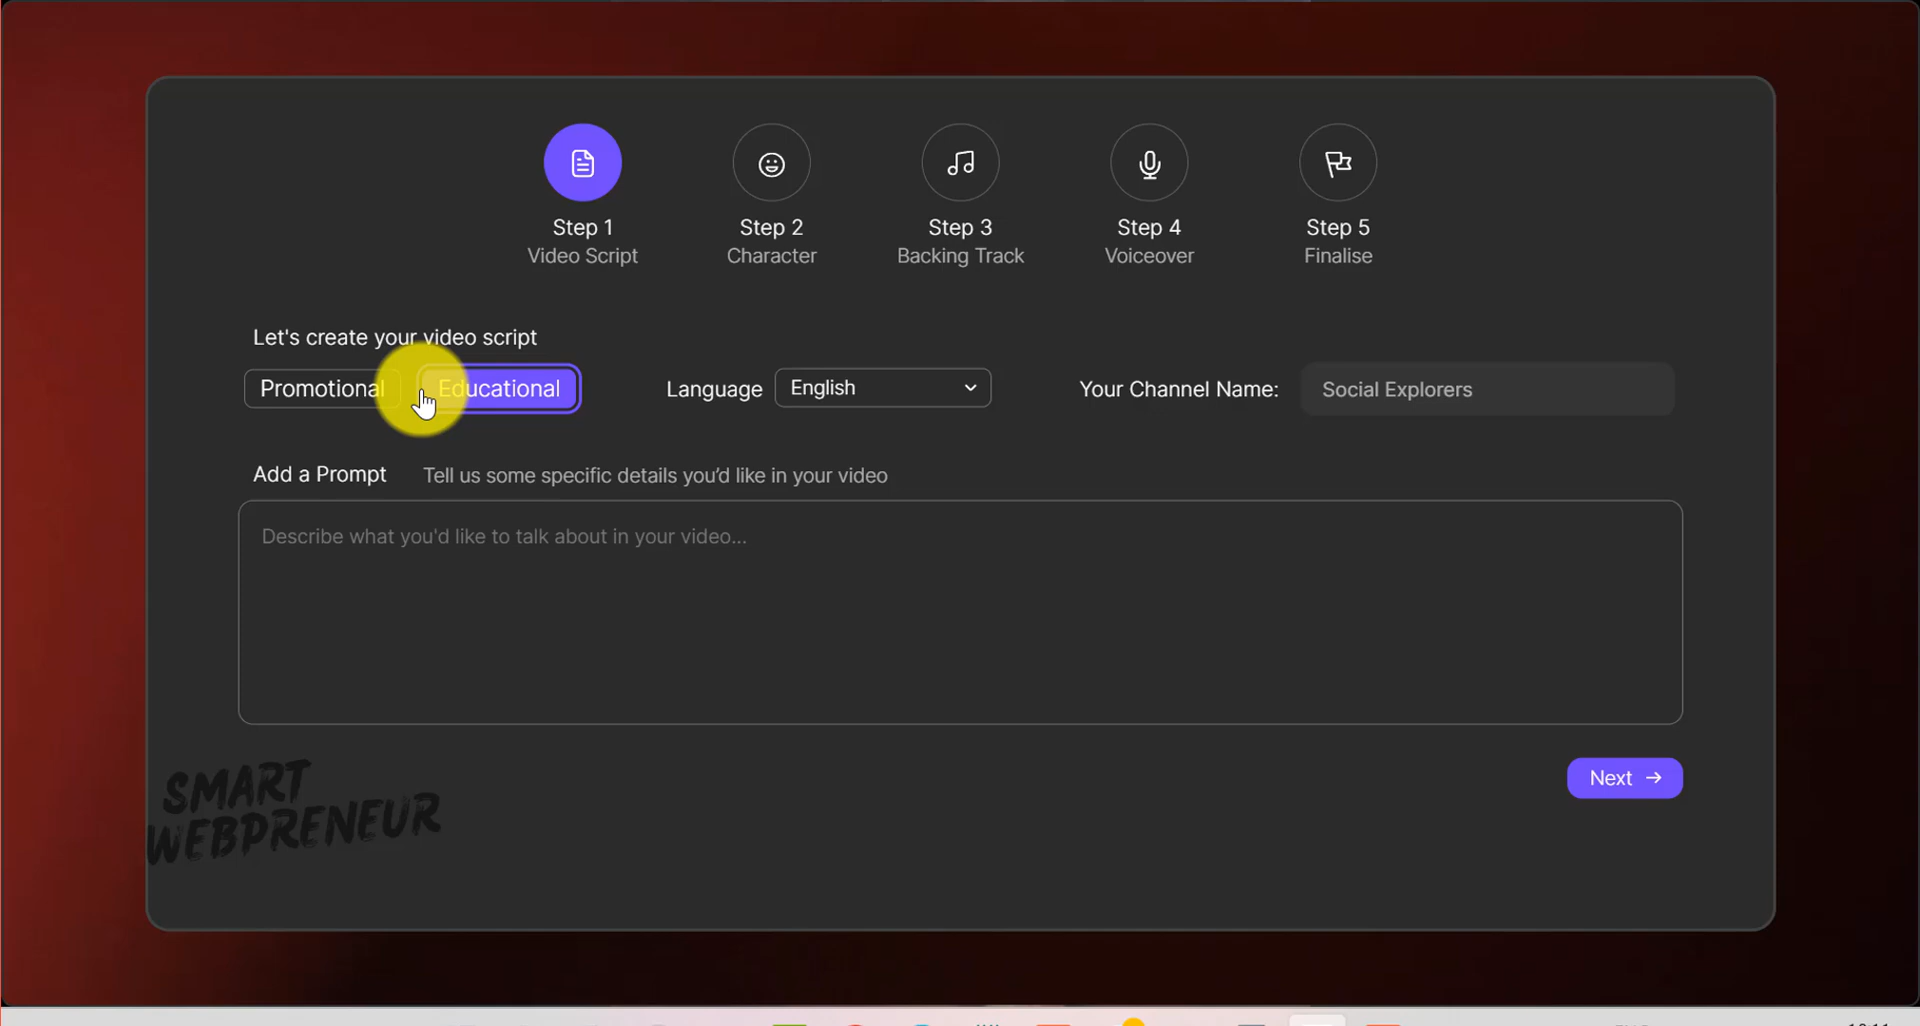 Step 1
Video Script
Step 2
Character
Step 3
Backing Track
Step 4
Voiceover
Step 5
Finalise
Let's create your video script
Promotional
Educational
Language
English
Your Channel Name:
Social Explorers
Add a Prompt
Tell us some specific details you'd like in your video
Describe what you'd like to talk about in your video...
Next
SMART
WEBPRENEUR